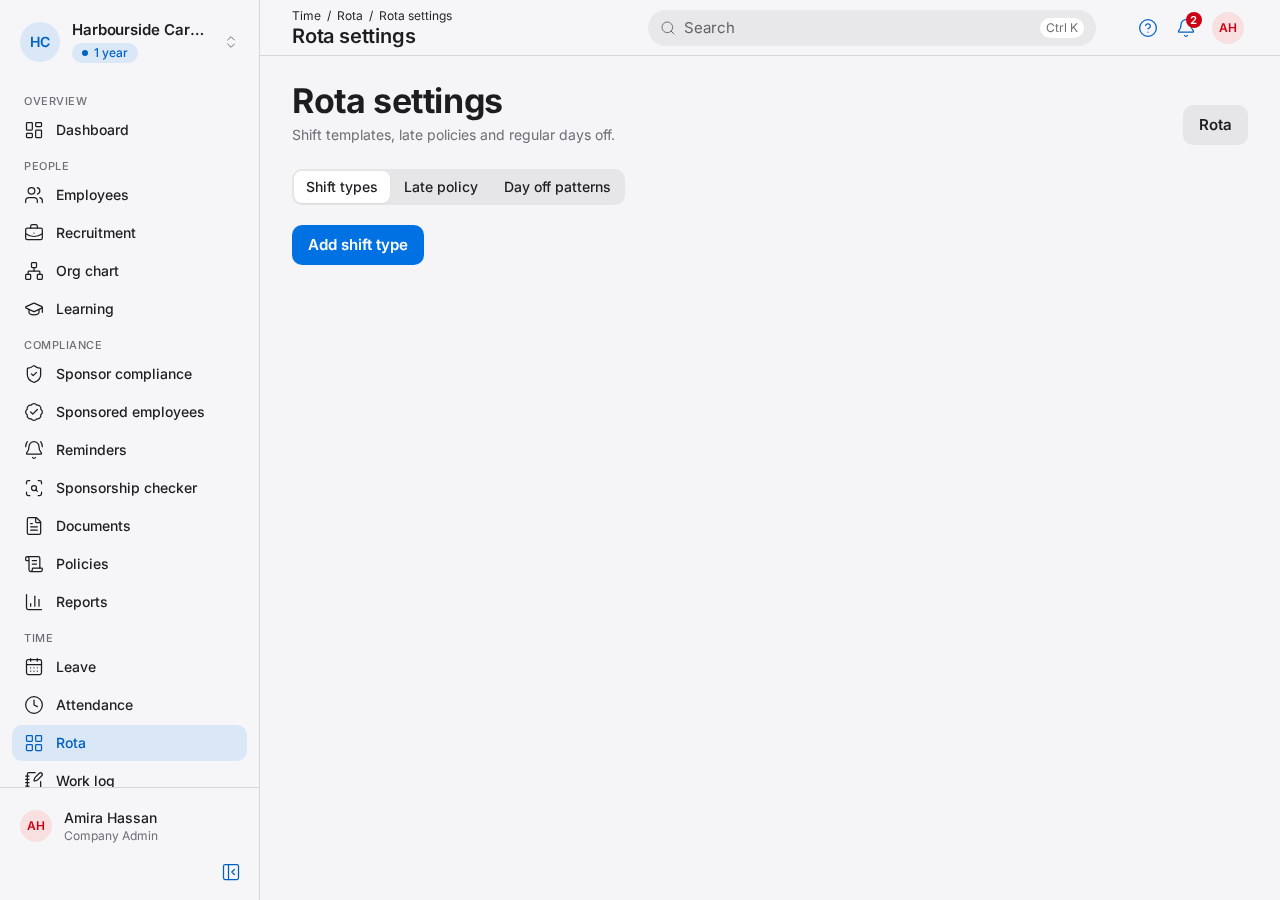 HC
Harbourside Car...
1 year
OVERVIEW
Dashboard
PEOPLE
Employees
Recruitment
Org chart
Learning
COMPLIANCE
Sponsor compliance
Sponsored employees
Reminders
Sponsorship checker
Documents
Policies
Reports
TIME
Leave
Attendance
Rota
Work log
AH
Amira Hassan
Company Admin
Time / Rota / Rota settings
Rota settings
Search
Ctrl K
2
AH
Rota settings
Shift templates, late policies and regular days off.
Rota
Shift types
Late policy
Day off patterns
Add shift type